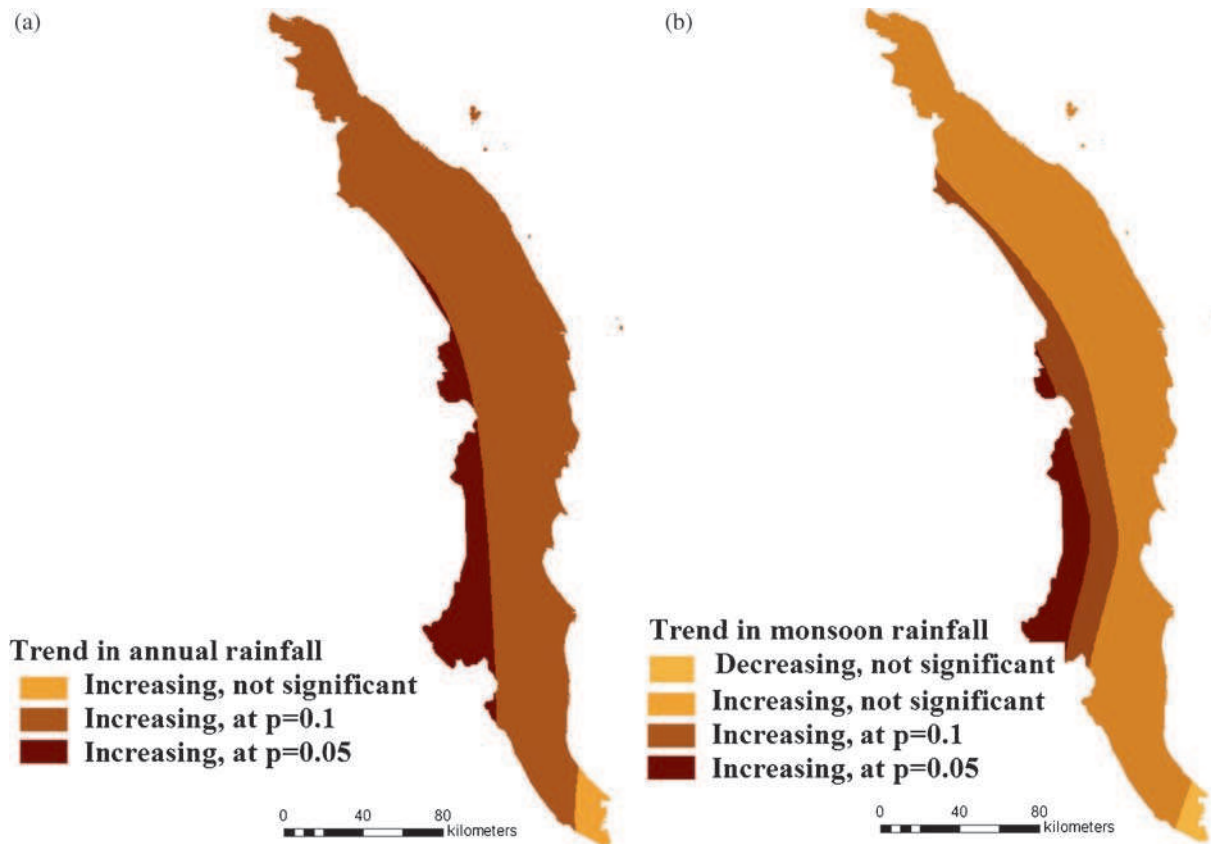 (a)
Trend in annual rainfall
Increasing, not significant
Increasing, at p=0.1
Increasing, at p=0.05
0 40 80
kilometers
(b)
Trend in monsoon rainfall
Decreasing, not significant
Increasing, not significant
Increasing, at p=0.1
Increasing, at p=0.05
0 40 80
kilometers